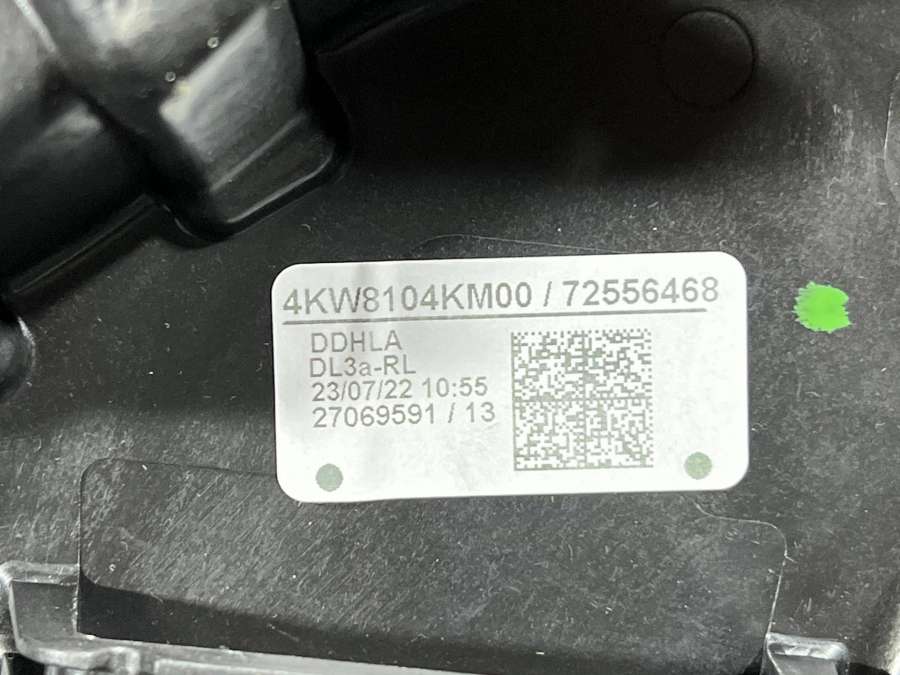 4KW8104KM00 / 72556468
DDHLA
DL3a-RL
23/07/22 10:55
27069591 / 13